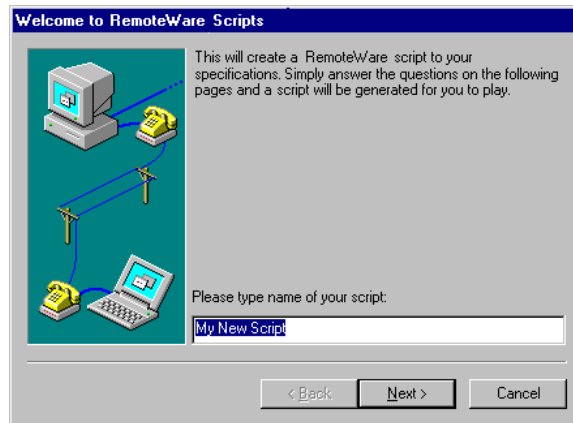 Welcome to RemoteWare Scripts
This will create a RemoteWare script to your
specifications. Simply answer the questions on the following
pages and a script will be generated for you to play.
Please type name of your script:
My New Script
< Back
Next >
Cancel